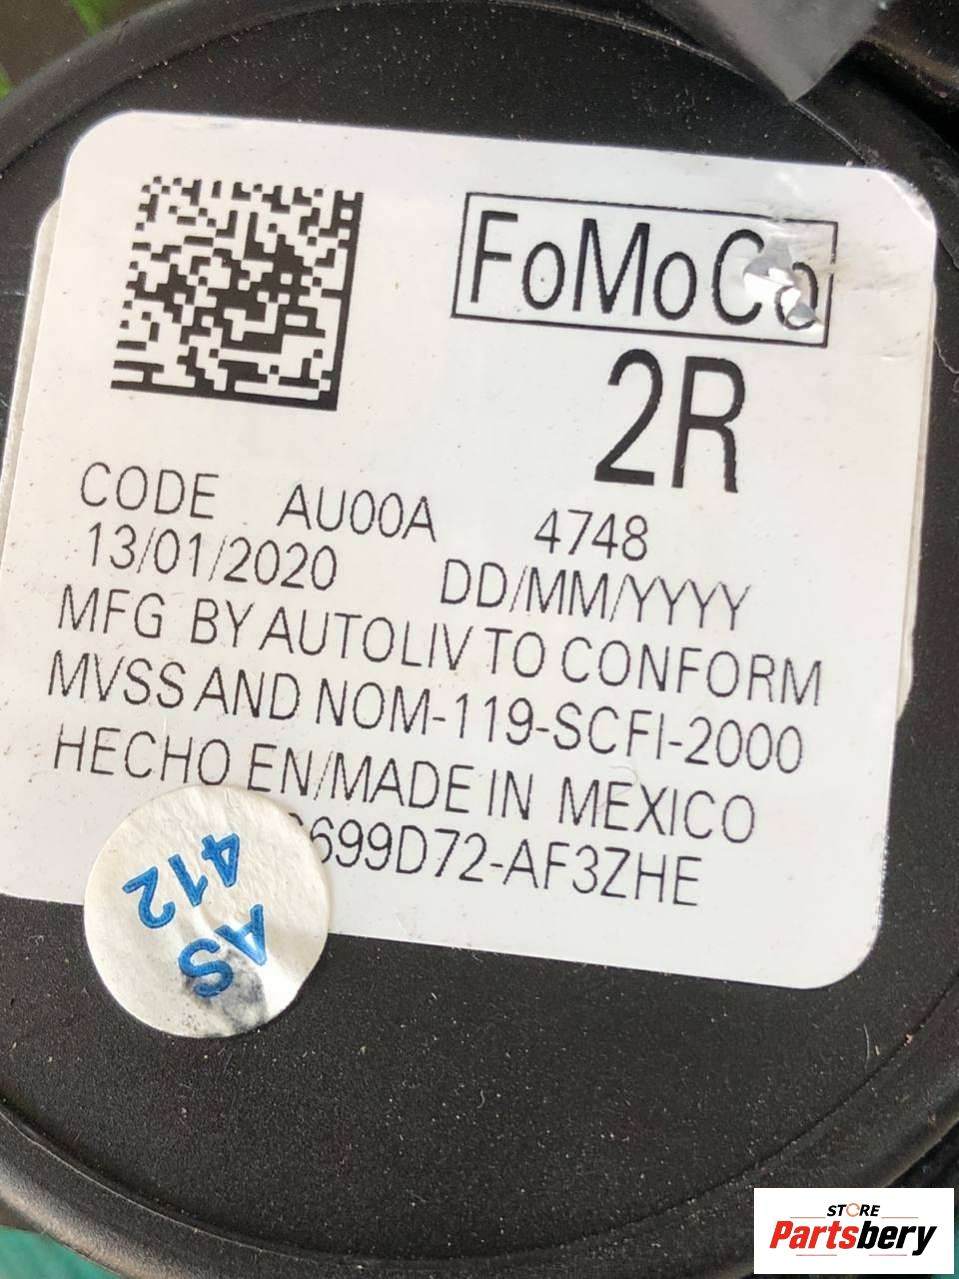 FoMoCo
2R
CODE AU00A 4748
13/01/2020 DD/MM/YYYY
MFG BY AUTOLIV TO CONFORM
MVSS AND NOM-119-SCFI-2000
HECHO EN/MADE IN MEXICO
699D72-AF3ZHE
AS
412
STORE
Partsbery